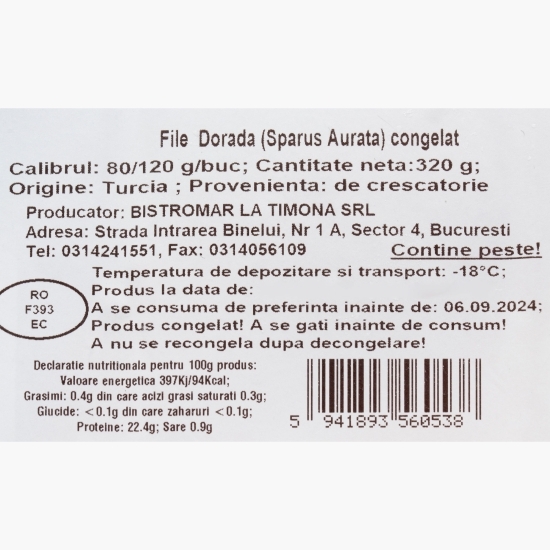 File Dorada (Sparus Aurata) congelat
Calibrul: 80/120 g/buc; Cantitate neta:320 g;
Origine: Turcia ; Provenienta: de crescatorie
Producator: BISTROMAR LA TIMONA SRL
Adresa: Strada Intrarea Binelui, Nr 1 A, Sector 4, Bucuresti
Tel: 0314241551, Fax: 0314056109 Contine peste!
Temperatura de depozitare si transport: -18°C;
RO
F393
EC
Produs la data de:
A se consuma de preferinta inainte de: 06.09.2024;
Produs congelat! A se gati inainte de consum!
A nu se recongela dupa decongelare!
Declaratie nutritionala pentru 100g produs:
Valoare energetica 397Kj/94Kcal;
Grasimi: 0.4g din care acizi grasi saturati 0.3g;
Glucide: <0.1g din care zaharuri <0.1g;
Proteine: 22.4g; Sare 0.9g
5 941893 560538